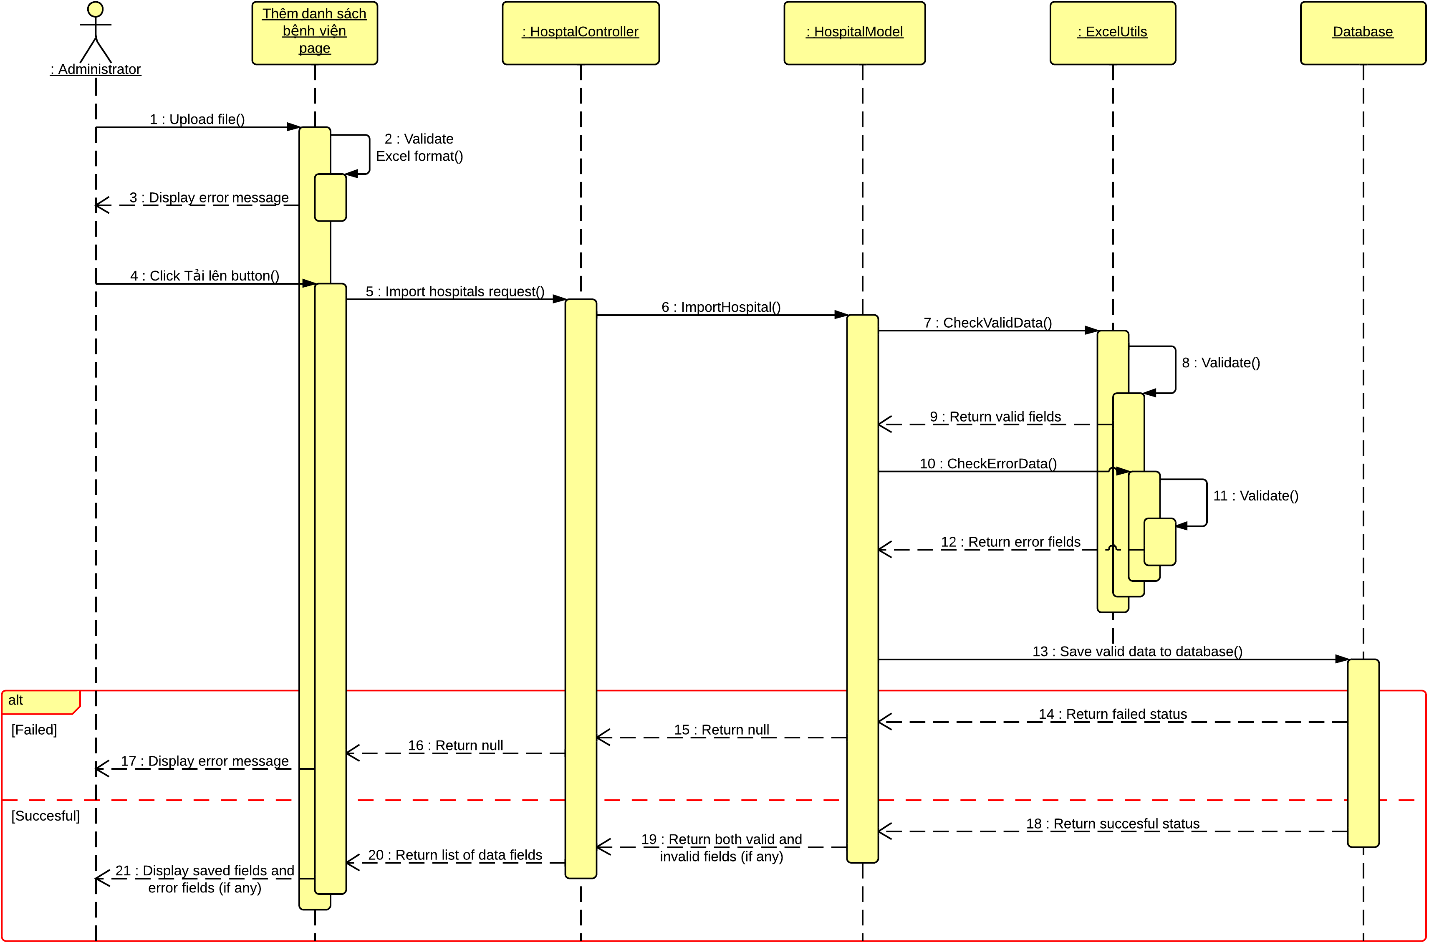 : Administrator
Thêm danh sách
bệnh viện
page
: HosptalController
: HospitalModel
: ExcelUtils
Database
1 : Upload file()
2 : Validate
Excel format()
3 : Display error message
4 : Click Tải lên button()
5 : Import hospitals request()
6 : ImportHospital()
7 : CheckValidData()
8 : Validate()
9 : Return valid fields
10 : CheckErrorData()
11 : Validate()
12 : Return error fields
13 : Save valid data to database()
alt
[Failed]
14 : Return failed status
15 : Return null
16 : Return null
17 : Display error message
[Succesful]
18 : Return succesful status
19 : Return both valid and
invalid fields (if any)
20 : Return list of data fields
21 : Display saved fields and
error fields (if any)